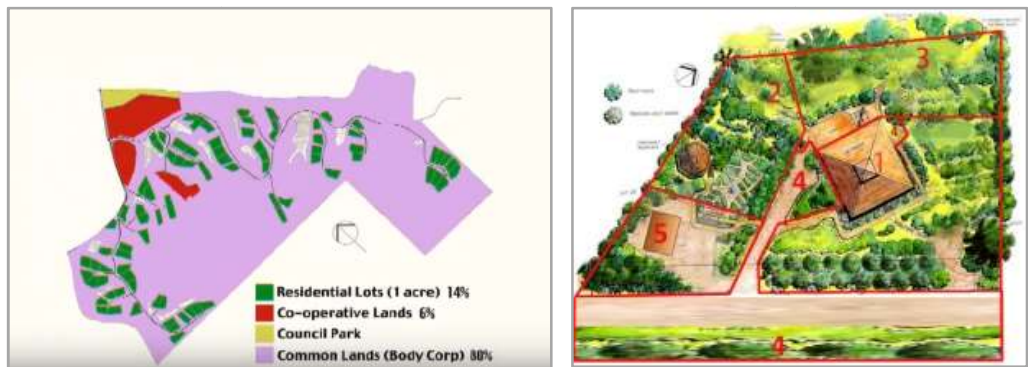 Residential Lots (1 acre) 14%
Co-operative Lands 6%
Council Park
Common Lands (Body Corp) 80%
3
2
1
4
5
4